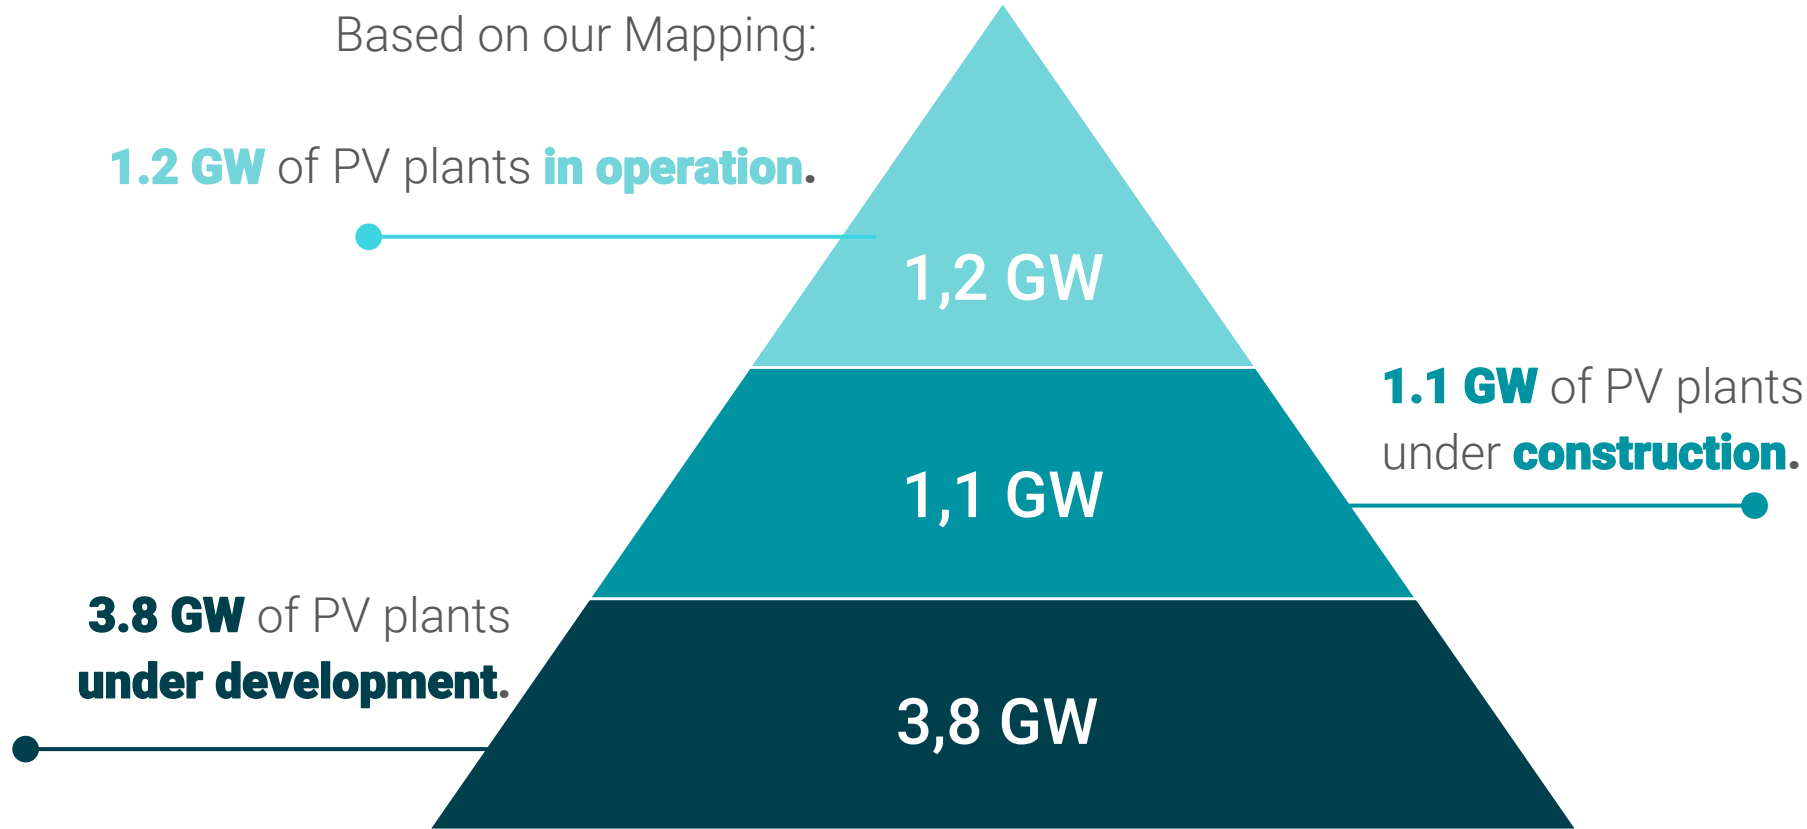 Based on our Mapping:
1.2 GW of PV plants in operation.
1,2 GW
1.1 GW of PV plants
under construction.
1,1 GW
3.8 GW of PV plants
under development.
3,8 GW